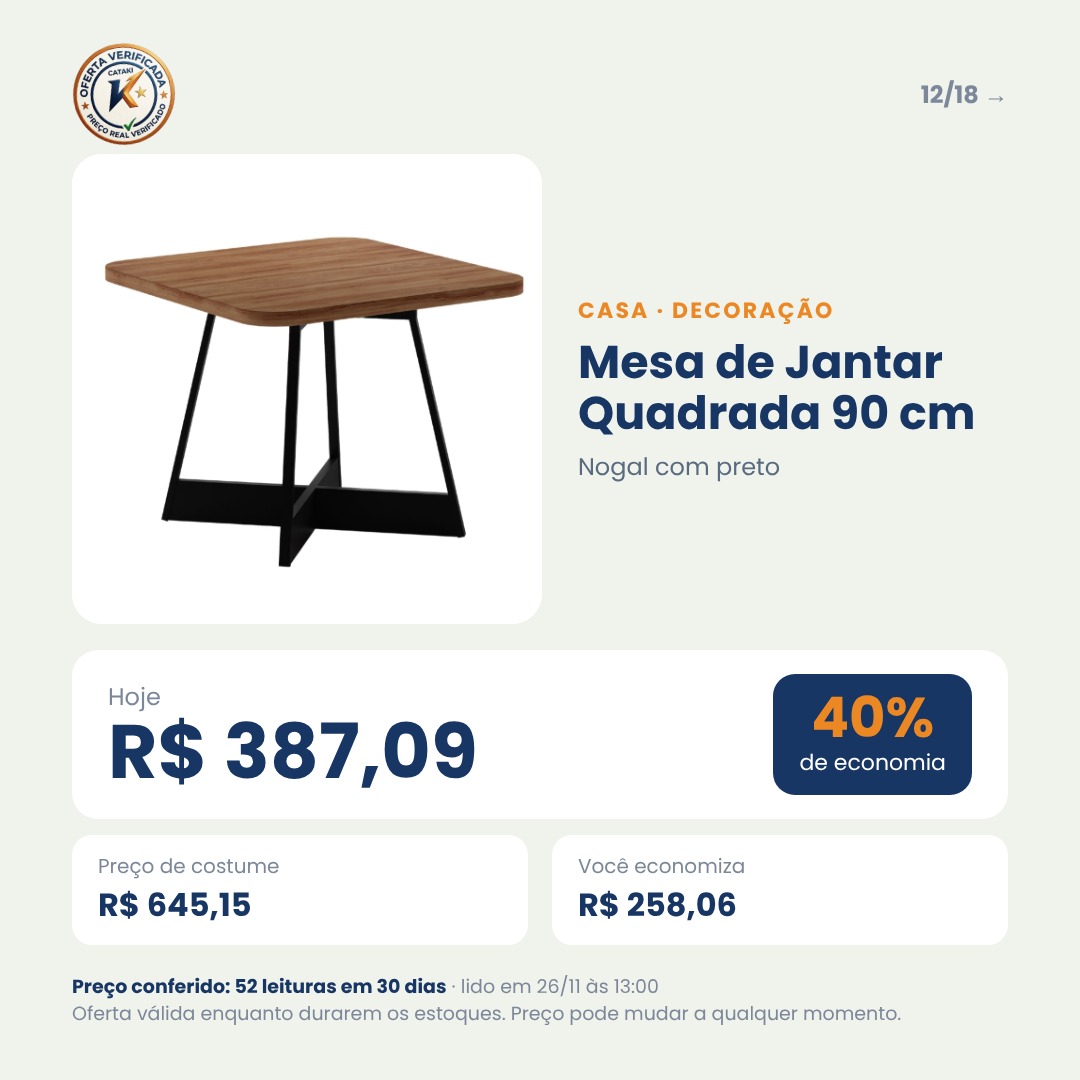 OFERTA VERIFICADA
CATAKI
K
PREÇO REAL VERIFICADO
12/18 →
CASA · DECORAÇÃO
Mesa de Jantar
Quadrada 90 cm
Nogal com preto
Hoje
R$ 387,09
40%
de economia
Preço de costume
R$ 645,15
Você economiza
R$ 258,06
Preço conferido: 52 leituras em 30 dias · lido em 26/11 às 13:00
Oferta válida enquanto durarem os estoques. Preço pode mudar a qualquer momento.